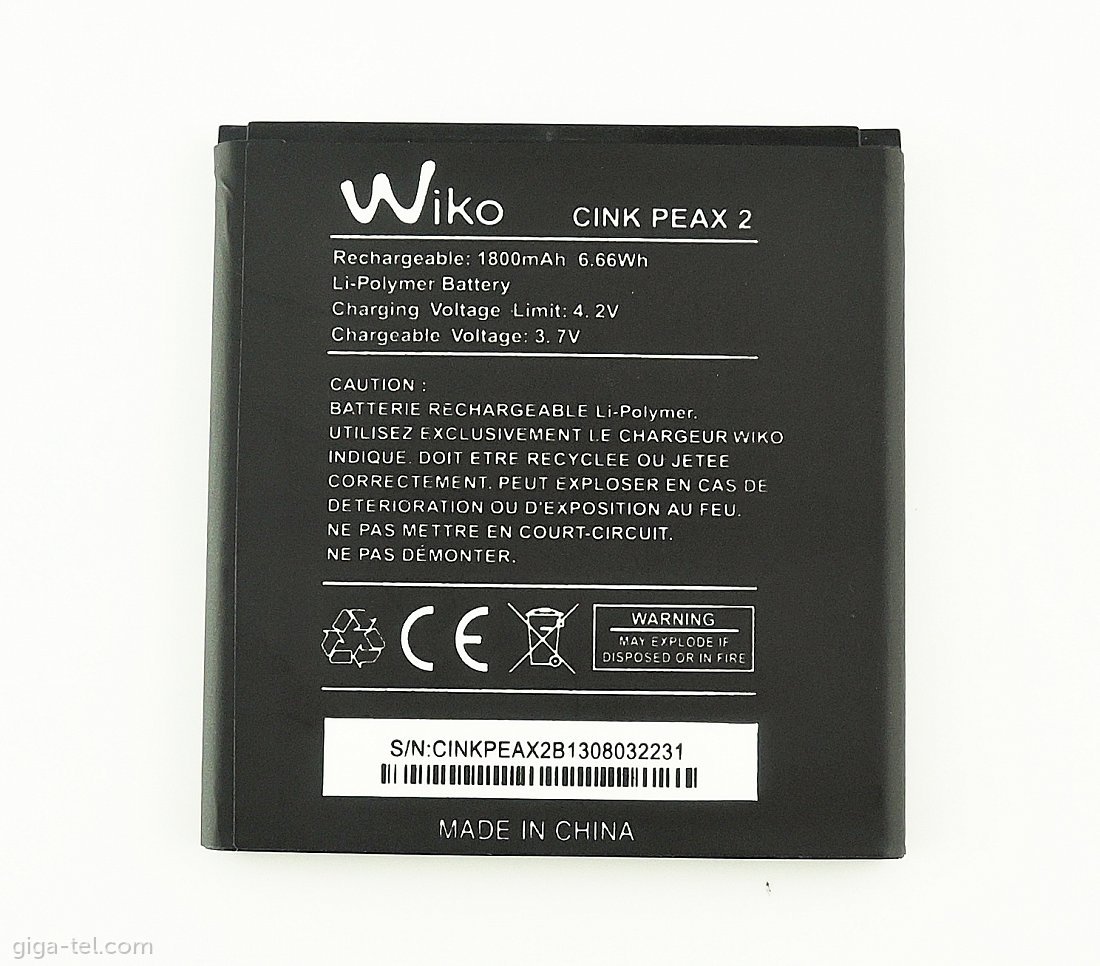 Wiko CINK PEAX 2
Rechargeable: 1800mAh 6.66Wh
Li-Polymer Battery
Charging Voltage Limit: 4. 2V
Chargeable Voltage: 3. 7V
CAUTION :
BATTERIE RECHARGEABLE Li-Polymer.
UTILISEZ EXCLUSIVEMENT LE CHARGEUR WIKO
INDIQUE. DOIT ETRE RECYCLEE OU JETEE
CORRECTEMENT. PEUT EXPLOSER EN CAS DE
DETERIORATION OU D'EXPOSITION AU FEU.
NE PAS METTRE EN COURT-CIRCUIT.
NE PAS DÉMONTER.
CE
WARNING
MAY EXPLODE IF
DISPOSED OR IN FIRE
S/N:CINKPEAX2B1308032231
MADE IN CHINA
giga-tel.com